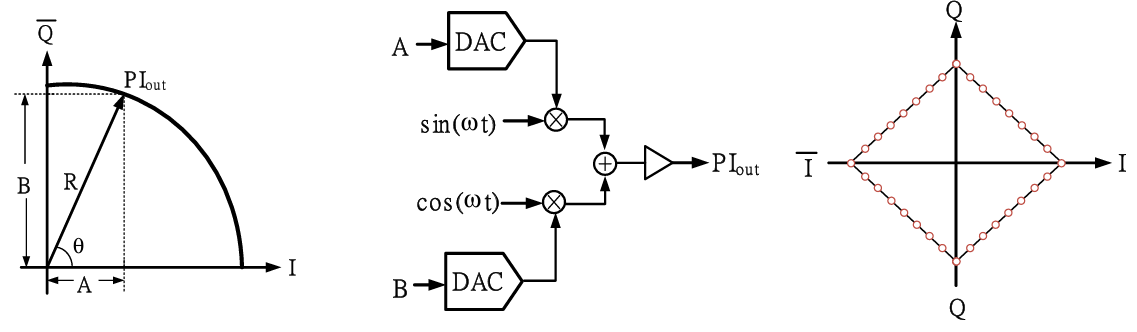 Q̅
PIout
B
R
θ
I
A
A
DAC
sin(ωt)
PIout
cos(ωt)
B
DAC
Q
I̅
I
Q